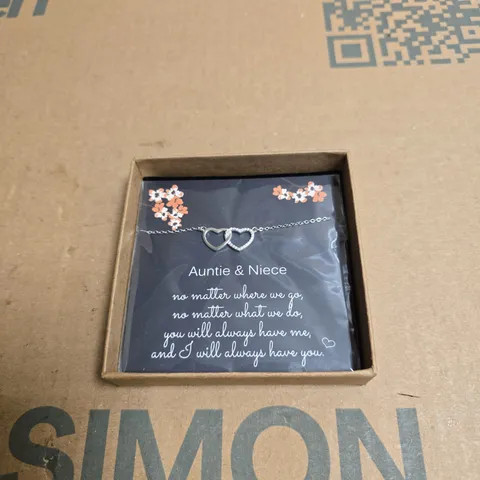 Auntie & Niece
no matter where we go,
no matter what we do,
you will always have me,
and I will always have you.
SIMON